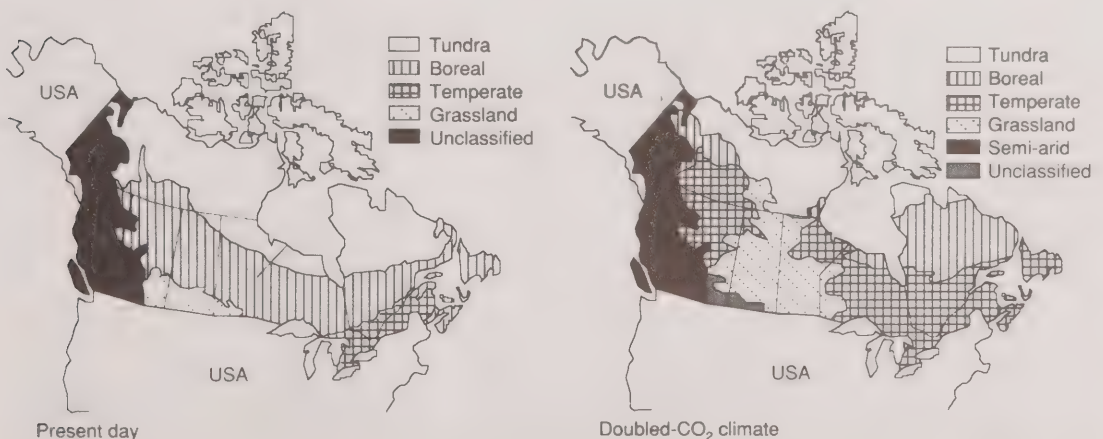 USA
Tundra
Boreal
Temperate
Grassland
Unclassified
USA
Present day
USA
Tundra
Boreal
Temperate
Grassland
Semi-arid
Unclassified
USA
Doubled-CO₂ climate